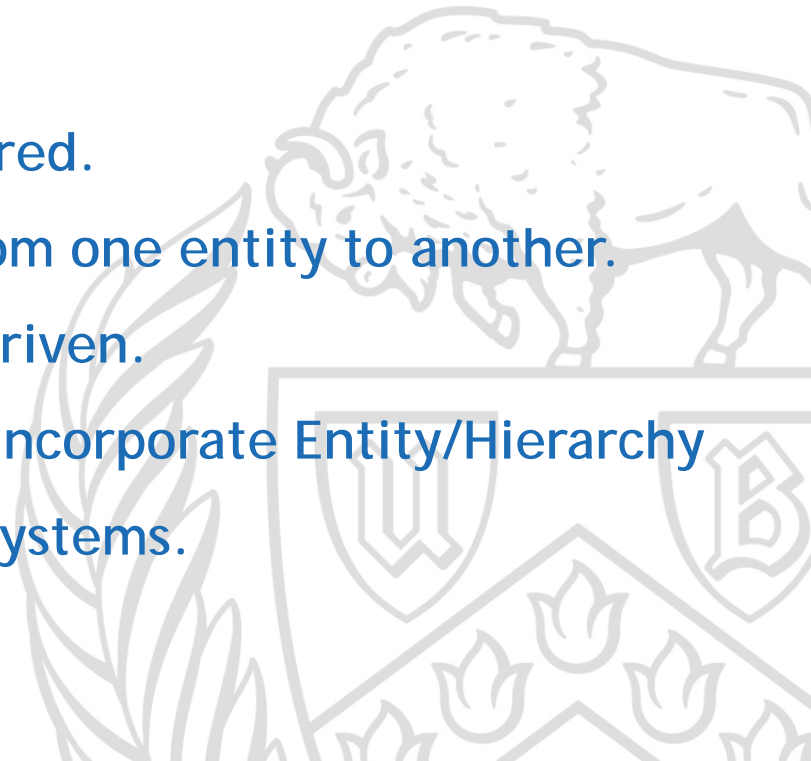 red.
om one entity to another.
riven.
ncorporate Entity/Hierarchy
ystems.
U B